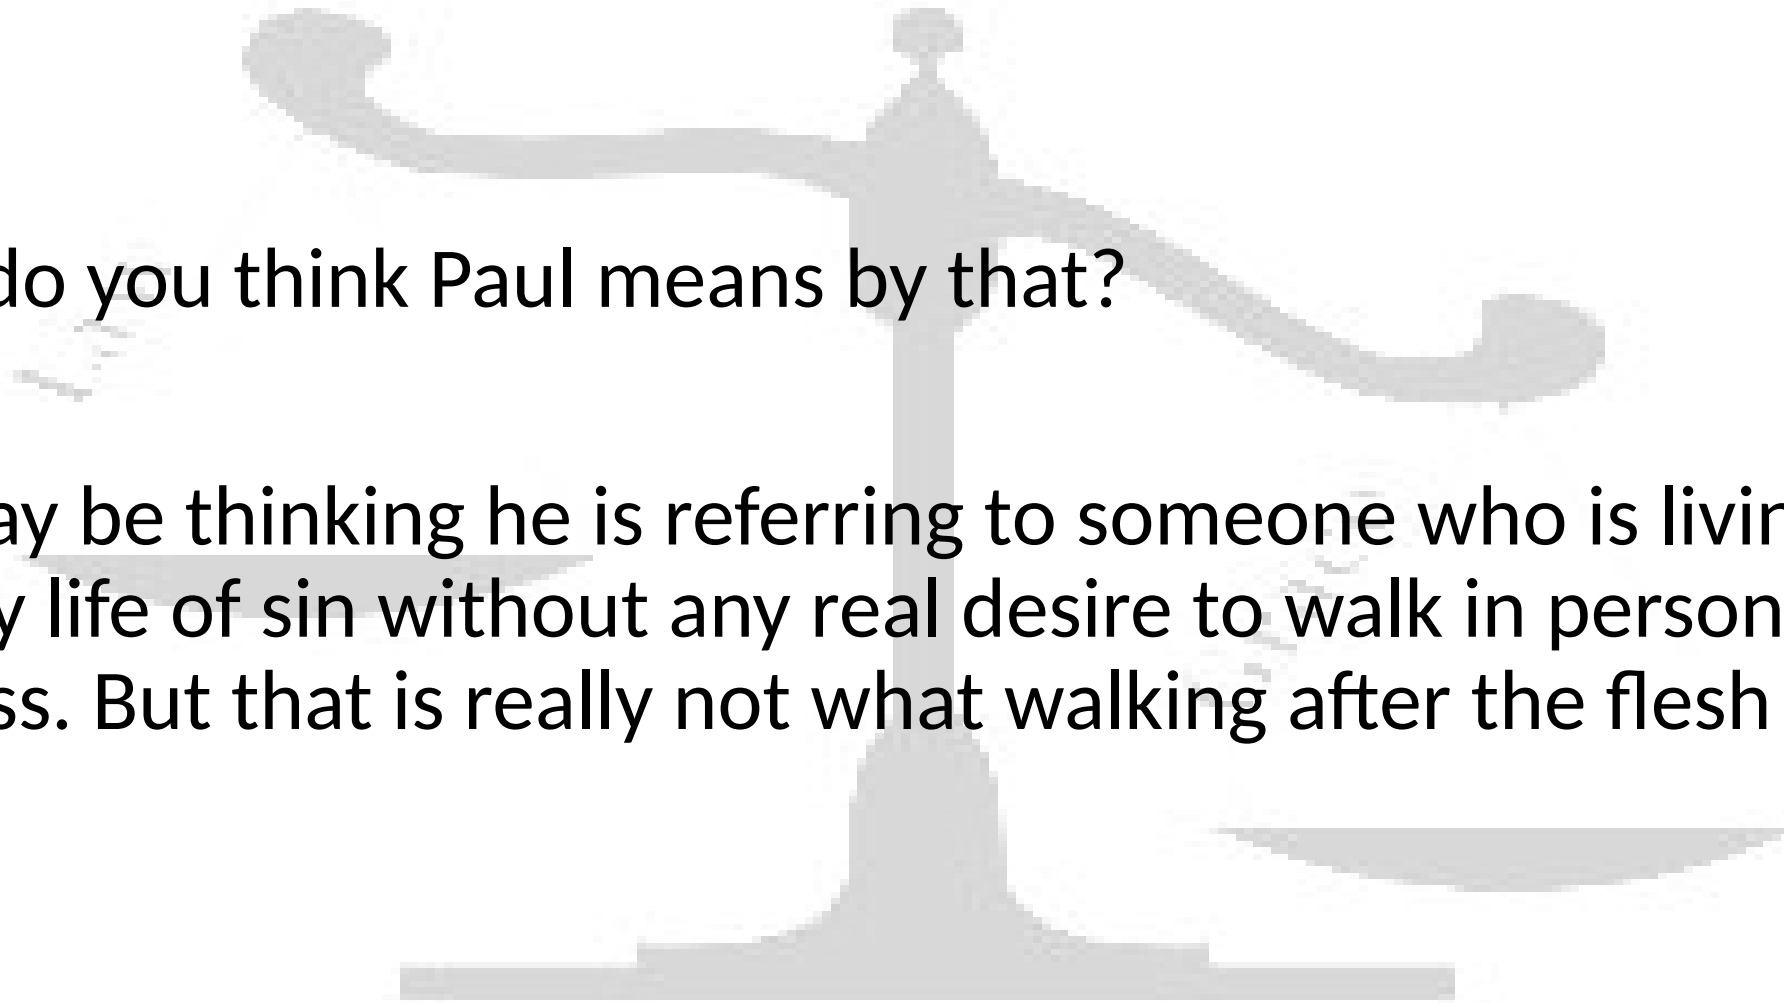 do you think Paul means by that?
ay be thinking he is referring to someone who is livin
y life of sin without any real desire to walk in person
ss. But that is really not what walking after the flesh